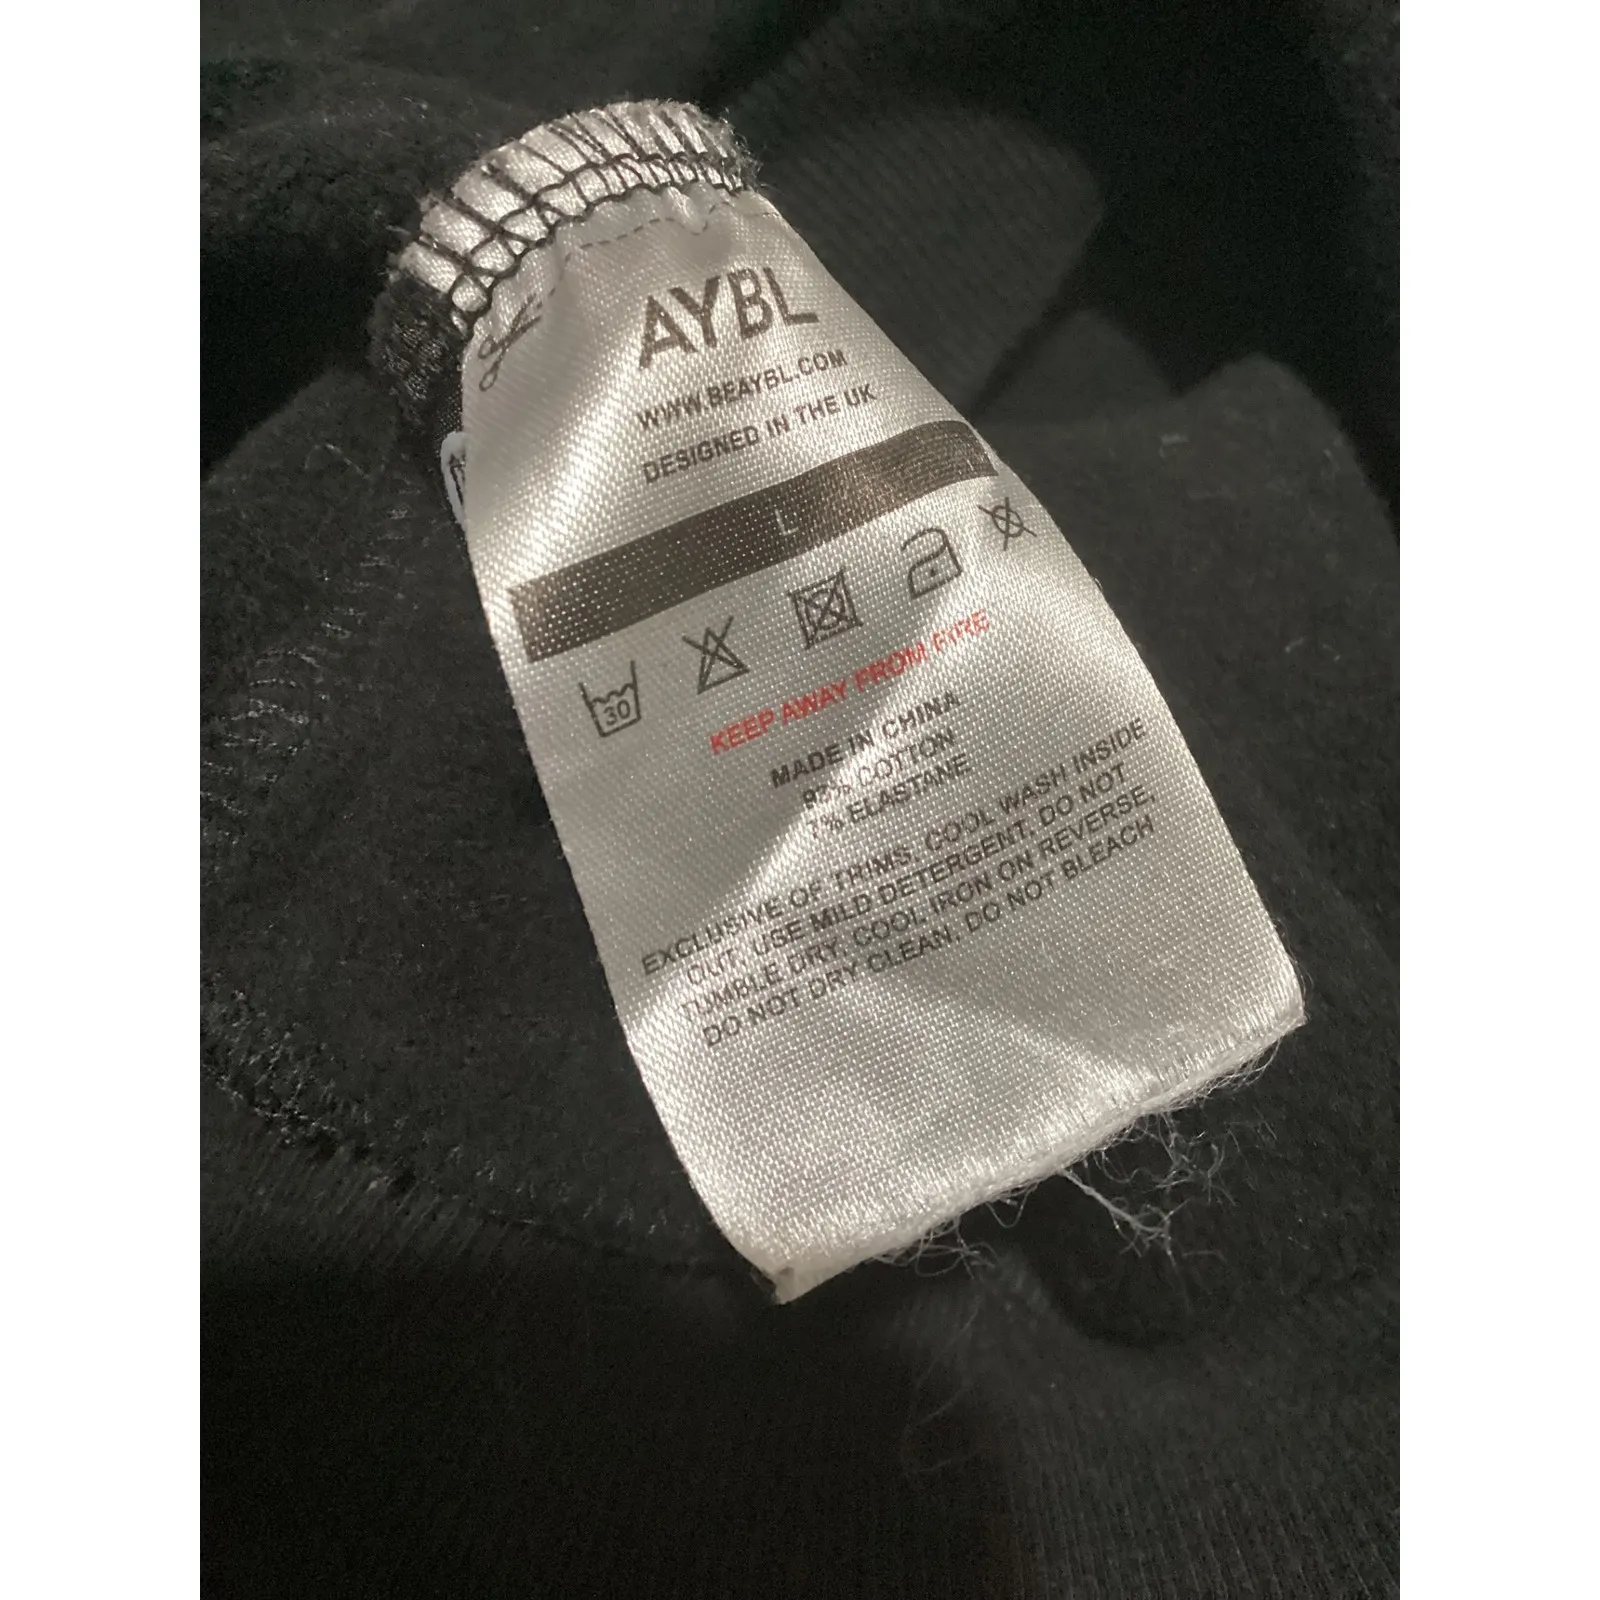 AYBL
WWW.BEAYBL.COM
DESIGNED IN THE UK
L
30
KEEP AWAY FROM FIRE
MADE IN CHINA
93% COTTON
7% ELASTANE
EXCLUSIVE OF TRIMS, COOL WASH INSIDE
OUT, USE MILD DETERGENT, DO NOT
TUMBLE DRY, COOL IRON ON REVERSE,
DO NOT DRY CLEAN, DO NOT BLEACH